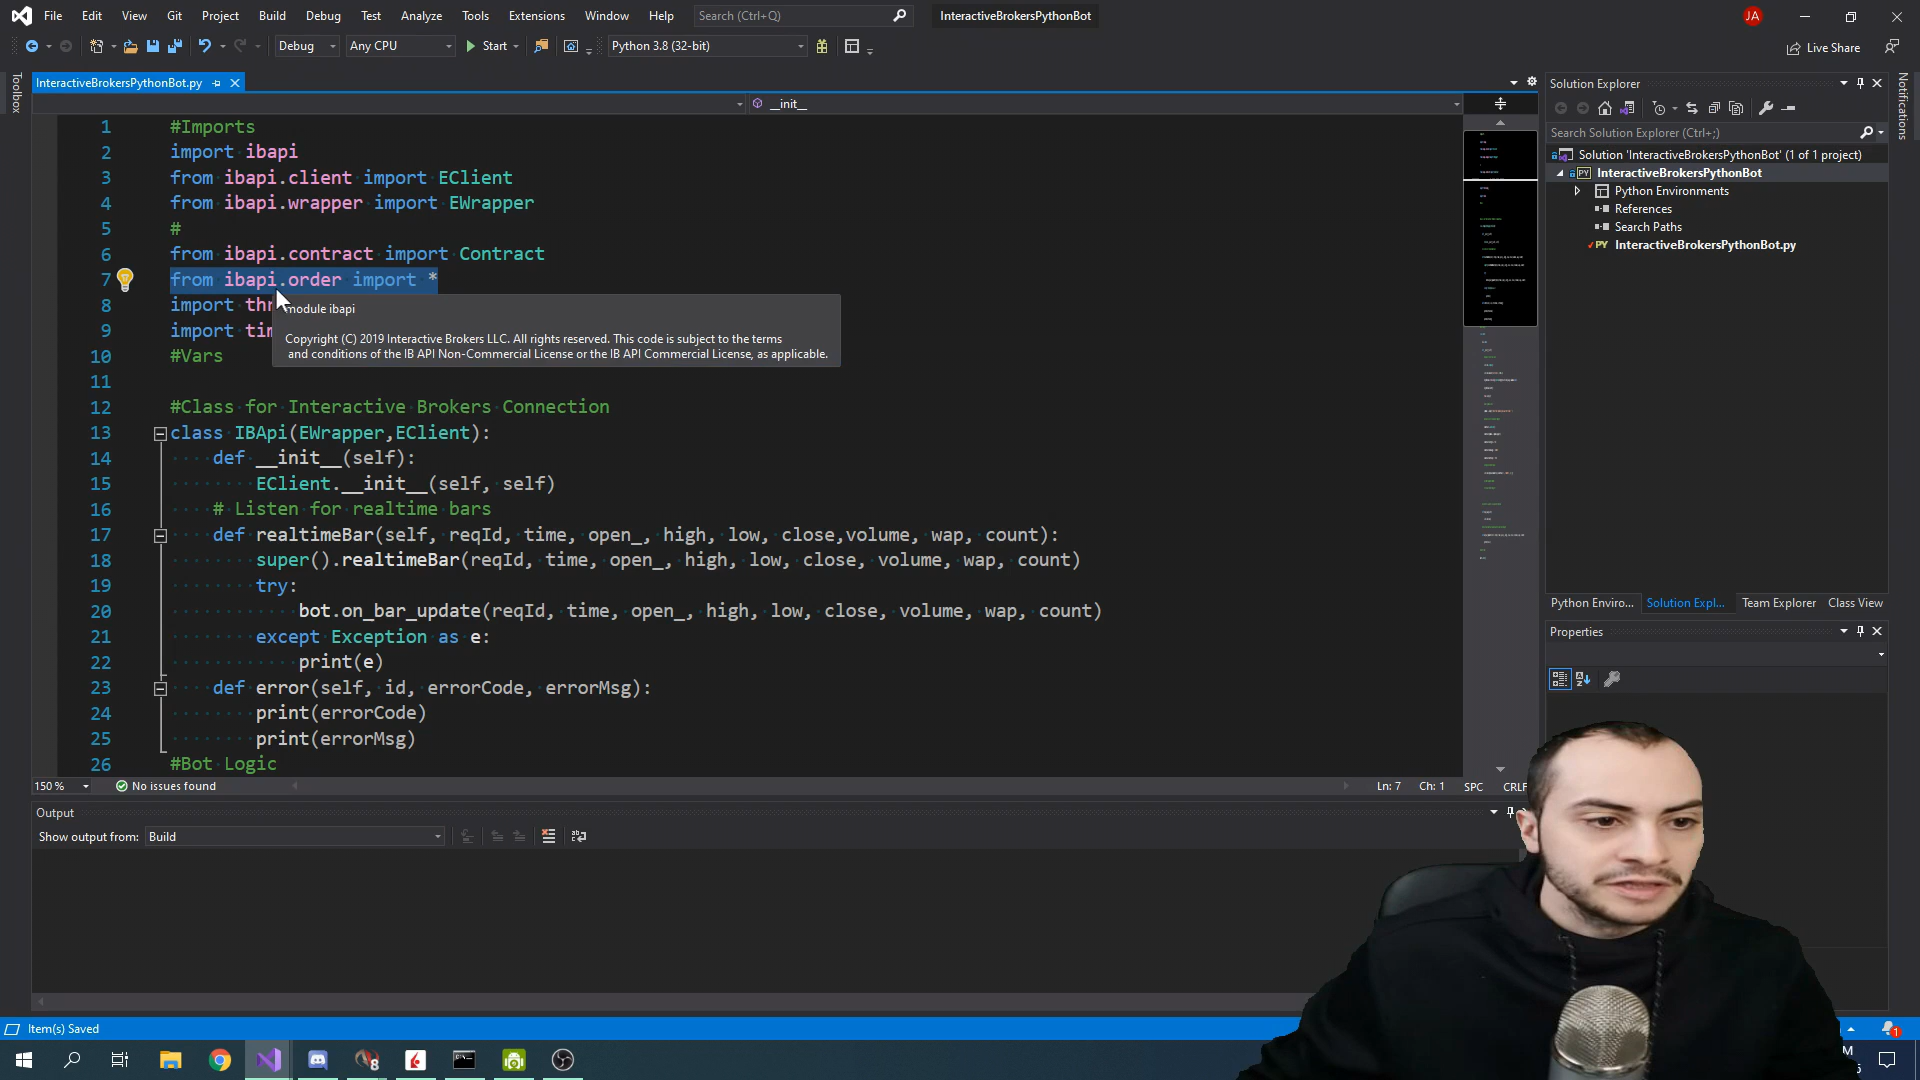 File Edit View Git Project Build Debug Test Analyze Tools Extensions Window Help Search (Ctrl+Q) InteractiveBrokersPythonBot JA
Debug Any CPU Start Python 3.8 (32-bit) Live Share
Toolbox
InteractiveBrokersPythonBot.py
__init__
1 #Imports
2 import ibapi
3 from ibapi.client import EClient
4 from ibapi.wrapper import EWrapper
5 #
6 from ibapi.contract import Contract
7 from ibapi.order import *
8 import thr
9 import tim
module ibapi
Copyright (C) 2019 Interactive Brokers LLC. All rights reserved. This code is subject to the terms
and conditions of the IB API Non-Commercial License or the IB API Commercial License, as applicable.
10 #Vars
11
12 #Class for Interactive Brokers Connection
13 class IBApi(EWrapper,EClient):
14 def __init__(self):
15 EClient.__init__(self, self)
16 # Listen for realtime bars
17 def realtimeBar(self, reqId, time, open_, high, low, close,volume, wap, count):
18 super().realtimeBar(reqId, time, open_, high, low, close, volume, wap, count)
19 try:
20 bot.on_bar_update(reqId, time, open_, high, low, close, volume, wap, count)
21 except Exception as e:
22 print(e)
23 def error(self, id, errorCode, errorMsg):
24 print(errorCode)
25 print(errorMsg)
26 #Bot Logic
150 % No issues found Ln: 7 Ch: 1 SPC CRLF
Output
Show output from: Build
Solution Explorer
Search Solution Explorer (Ctrl+;)
Solution 'InteractiveBrokersPythonBot' (1 of 1 project)
InteractiveBrokersPythonBot
Python Environments
References
Search Paths
InteractiveBrokersPythonBot.py
Python Enviro... Solution Expl... Team Explorer Class View
Properties
Notifications
Item(s) Saved